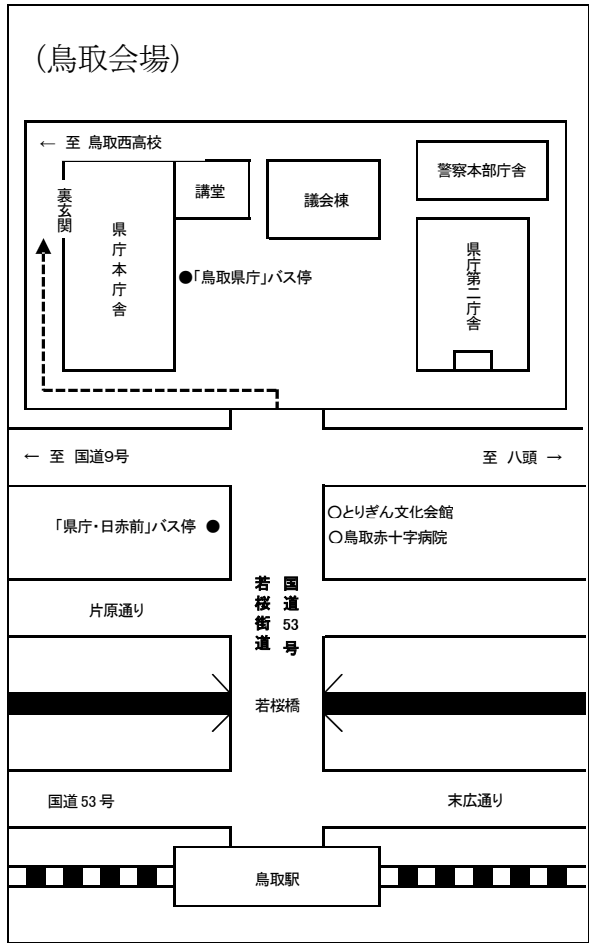 (鳥取会場)
← 至 鳥取西高校
警察本部庁舎
講堂
議会棟
裏玄関
県庁本庁舎
県庁第二庁舎
●「鳥取県庁」バス停
← 至 国道9号
至 八頭 →
「県庁・日赤前」バス停 ●
○とりぎん文化会館
○鳥取赤十字病院
国道53号
若桜街道
片原通り
若桜橋
国道53号
末広通り
鳥取駅